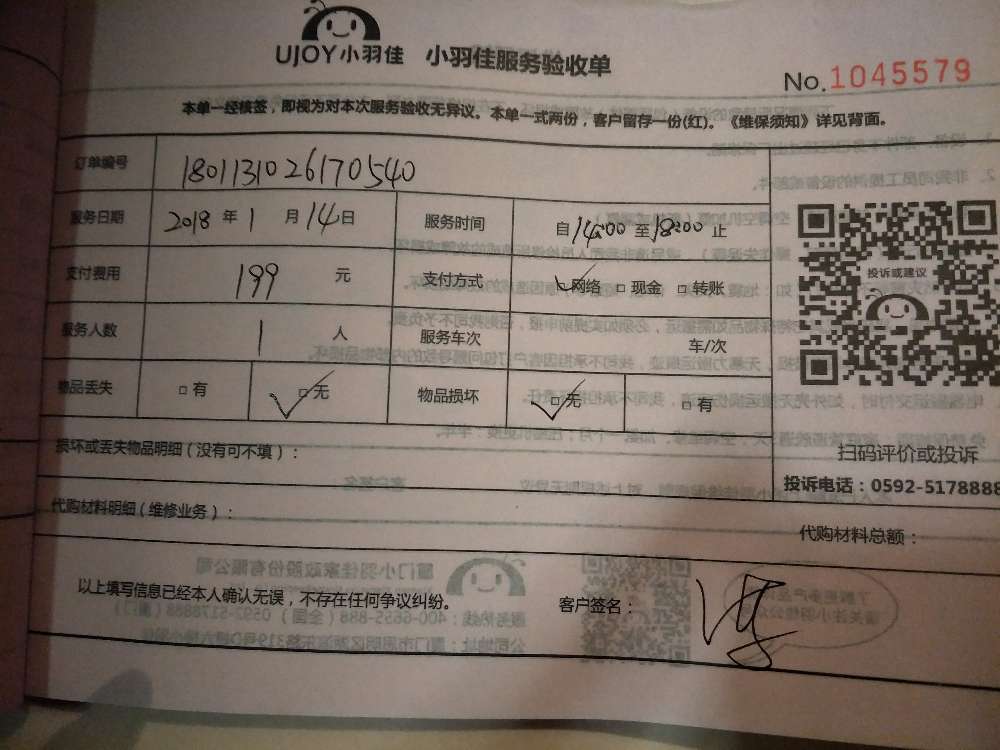 UJOY小羽佳 小羽佳服务验收单
No.1045579
本单一经核签，即视为对本次服务验收无异议。本单一式两份，客户留存一份(红)。《维保须知》详见背面。
订单编号 180113102617 0540
服务日期 2018 年 1 月 14 日 服务时间 自 14:00 至 18:00 止
支付费用 199 元 支付方式 网络 □ 现金 □ 转账
投诉或建议
服务人数 1 人 服务车次 车/次
物品丢失 □ 有 □ 无 物品损坏 □ 无 □ 有
损坏或丢失物品明细(没有可不填)：
扫码评价或投诉
投诉电话：0592-5178888
代购材料明细(维修业务)：
代购材料总额：
以上填写信息已经本人确认无误，不存在任何争议纠纷。 客户签名：